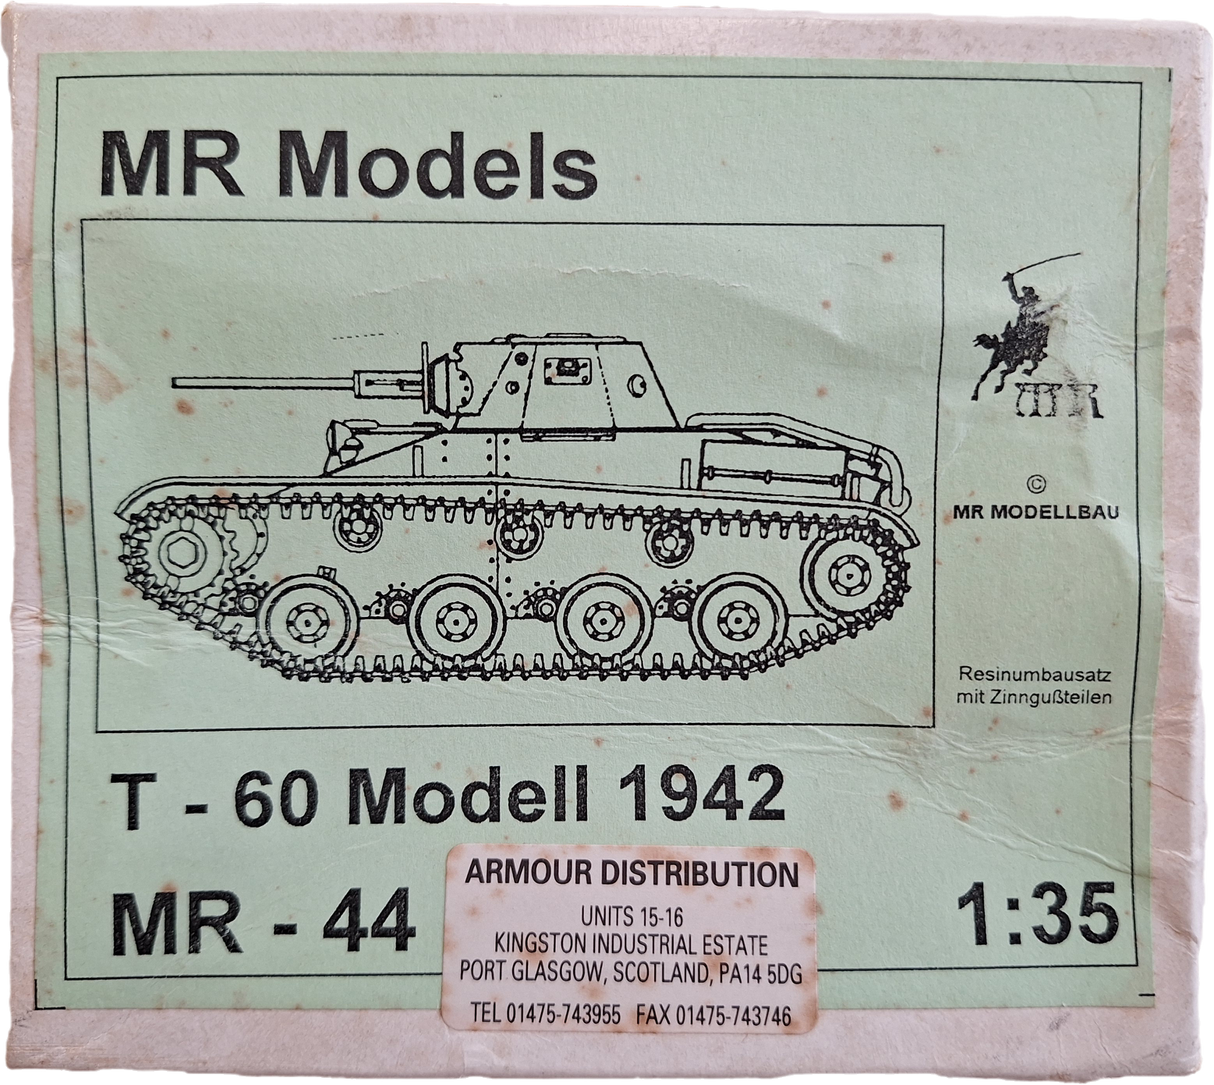 MR Models
MR
©
MR MODELLBAU
Resinumbausatz
mit Zinngußteilen
T - 60 Modell 1942
MR - 44
1:35
ARMOUR DISTRIBUTION
UNITS 15-16
KINGSTON INDUSTRIAL ESTATE
PORT GLASGOW, SCOTLAND, PA14 5DG
TEL 01475-743955 FAX 01475-743746